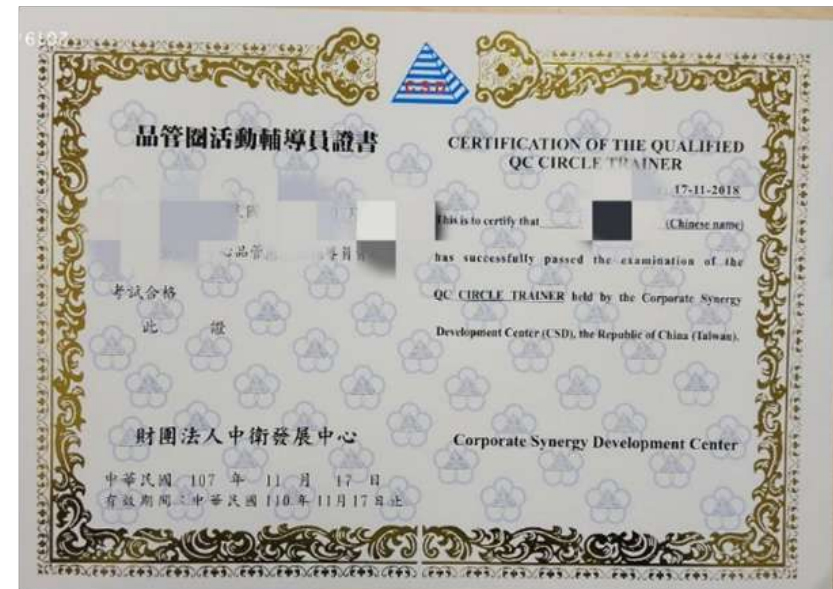 CSD
品管圈活動輔導員證書
考試合格
此 證
財團法人中衛發展中心
中華民國 107 年 11 月 17 日
有效期間：中華民國 110 年 11 月 17 日止
CERTIFICATION OF THE QUALIFIED
QC CIRCLE TRAINER
17-11-2018
This is to certify that
(Chinese name)
has successfully passed the examination of the
QC CIRCLE TRAINER held by the Corporate Synergy
Development Center (CSD), the Republic of China (Taiwan).
Corporate Synergy Development Center